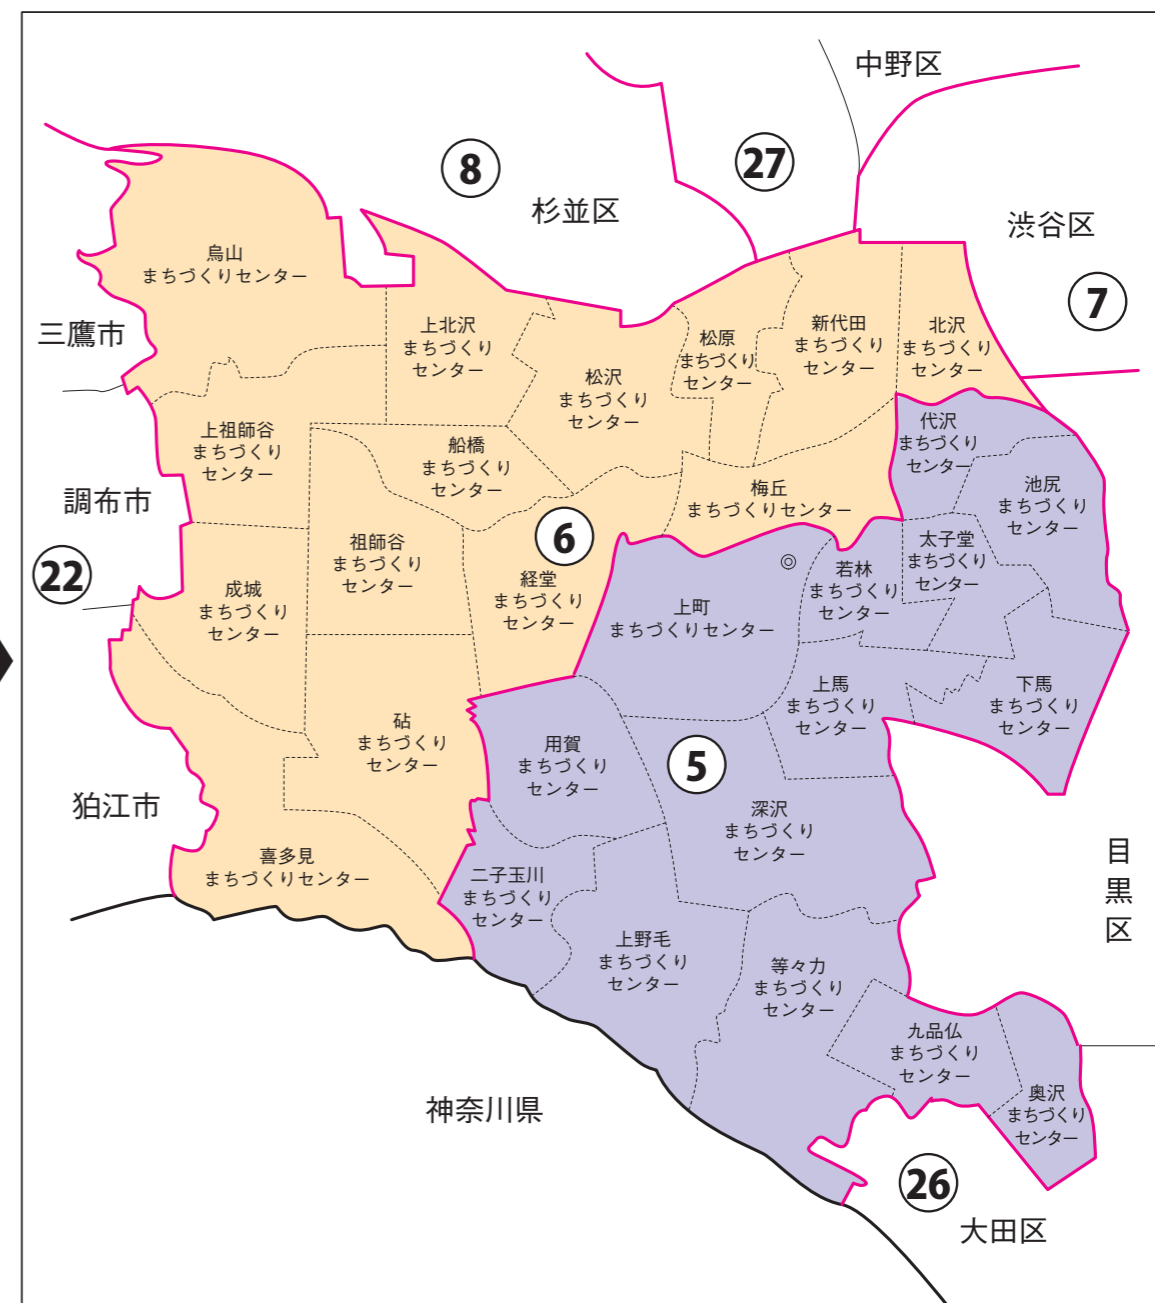 中野区
8
27
杉並区
渋谷区
烏山
まちづくりセンター
7
三鷹市
上北沢
まちづくり
センター
松原
まちづくり
センター
新代田
まちづくり
センター
北沢
まちづくり
センター
松沢
まちづくり
センター
上祖師谷
まちづくり
センター
船橋
まちづくり
センター
代沢
まちづくり
センター
調布市
梅丘
まちづくりセンター
池尻
まちづくり
センター
22
祖師谷
まちづくり
センター
6
太子堂
まちづくり
センター
成城
まちづくり
センター
経堂
まちづくり
センター
◎
若林
まちづくり
センター
上町
まちづくりセンター
上馬
まちづくり
センター
下馬
まちづくり
センター
砧
まちづくり
センター
用賀
まちづくり
センター
5
狛江市
深沢
まちづくり
センター
喜多見
まちづくりセンター
目
黒
区
二子玉川
まちづくり
センター
上野毛
まちづくり
センター
等々力
まちづくり
センター
九品仏
まちづくり
センター
神奈川県
奥沢
まちづくり
センター
26
大田区